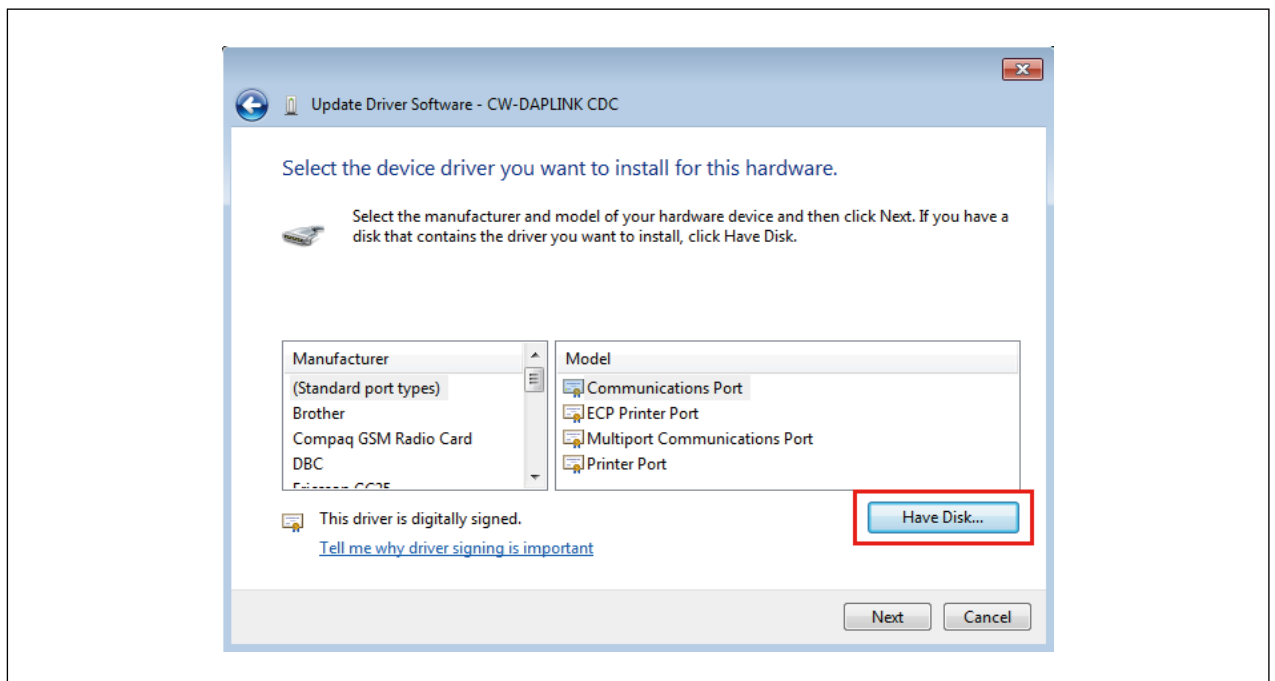 Update Driver Software - CW-DAPLINK CDC
Select the device driver you want to install for this hardware.
Select the manufacturer and model of your hardware device and then click Next. If you have a
disk that contains the driver you want to install, click Have Disk.
Manufacturer
(Standard port types)
Brother
Compaq GSM Radio Card
DBC
Model
Communications Port
ECP Printer Port
Multiport Communications Port
Printer Port
This driver is digitally signed.
Tell me why driver signing is important
Have Disk...
Next
Cancel